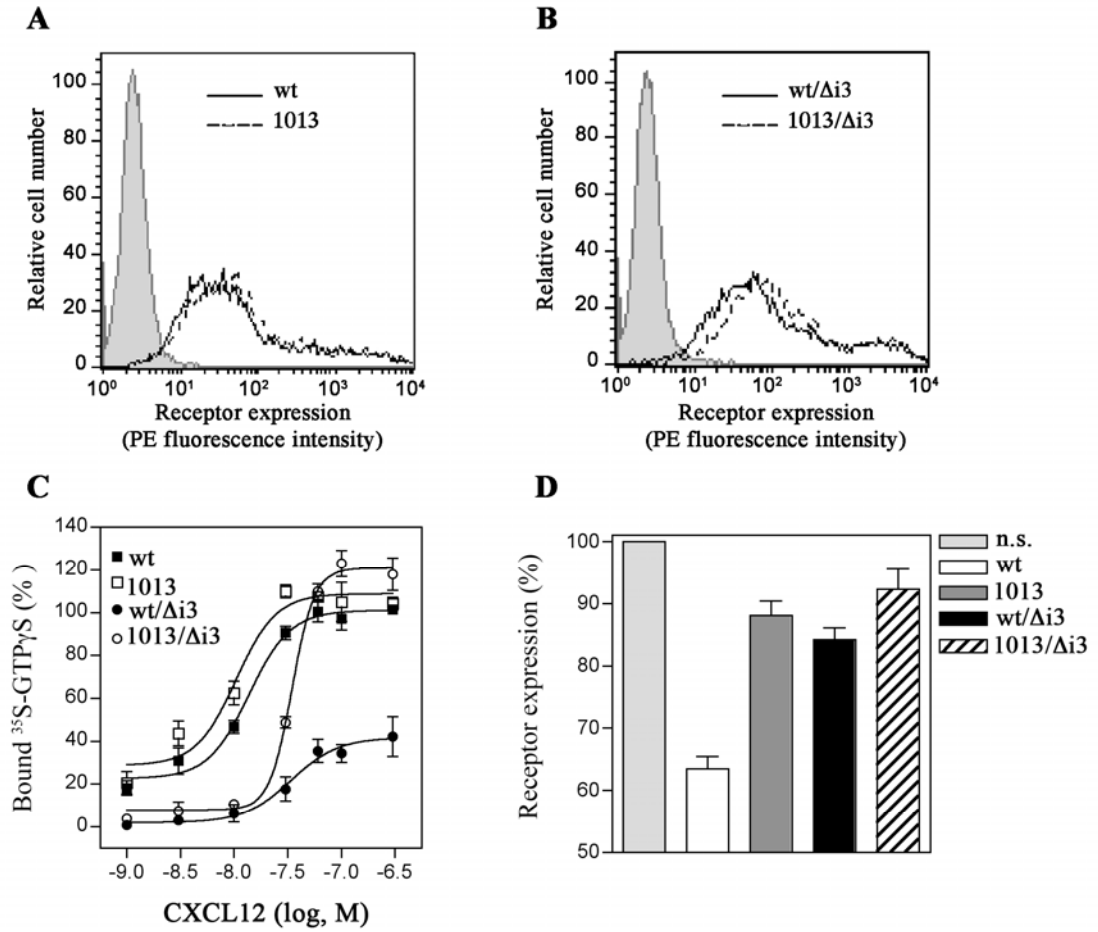 A
Relative cell number
100
80
60
40
20
0
wt
1013
10⁰ 10¹ 10² 10³ 10⁴
Receptor expression
(PE fluorescence intensity)
B
Relative cell number
100
80
60
40
20
0
wt/Δi3
1013/Δi3
10⁰ 10¹ 10² 10³ 10⁴
Receptor expression
(PE fluorescence intensity)
C
Bound ³⁵S-GTPγS (%)
140
120
100
80
60
40
20
0
wt
1013
wt/Δi3
1013/Δi3
-9.0 -8.5 -8.0 -7.5 -7.0 -6.5
CXCL12 (log, M)
D
Receptor expression (%)
100
90
80
70
60
50
n.s.
wt
1013
wt/Δi3
1013/Δi3